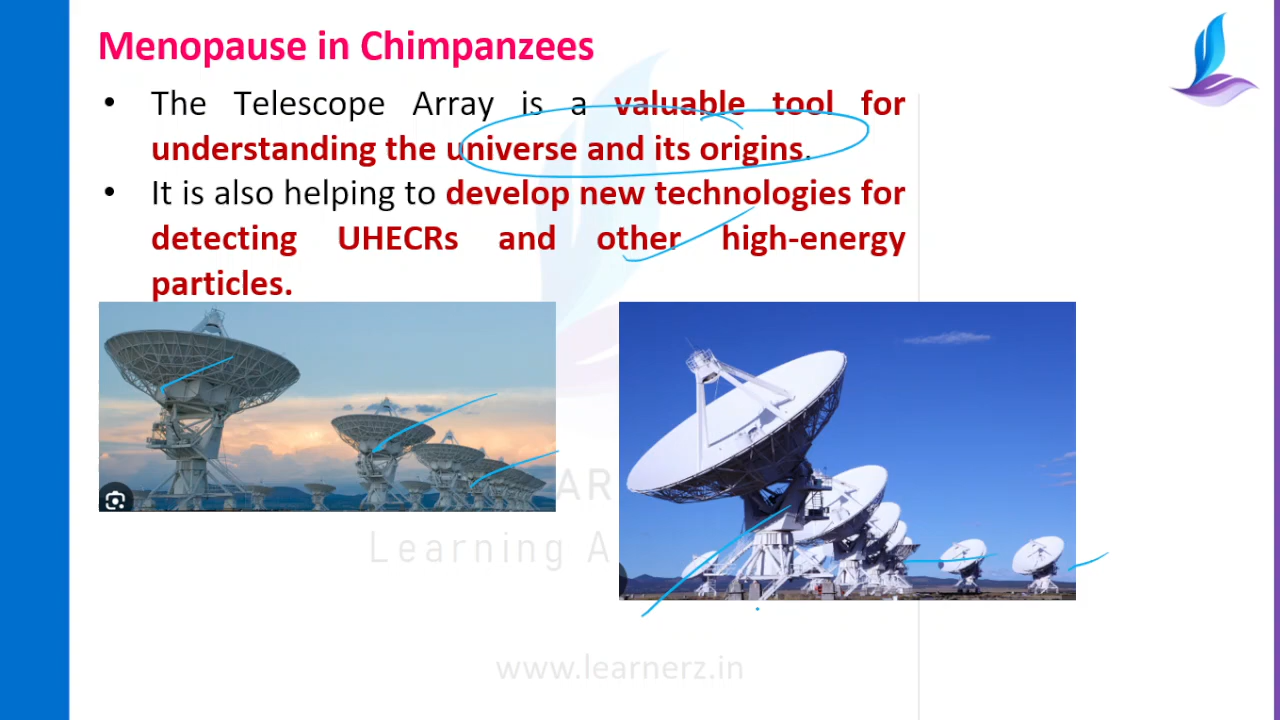 Menopause in Chimpanzees
• The Telescope Array is a valuable tool for
understanding the universe and its origins.
• It is also helping to develop new technologies for
detecting UHECRs and other high-energy
particles.
AR
Learning A
www.learnerz.in